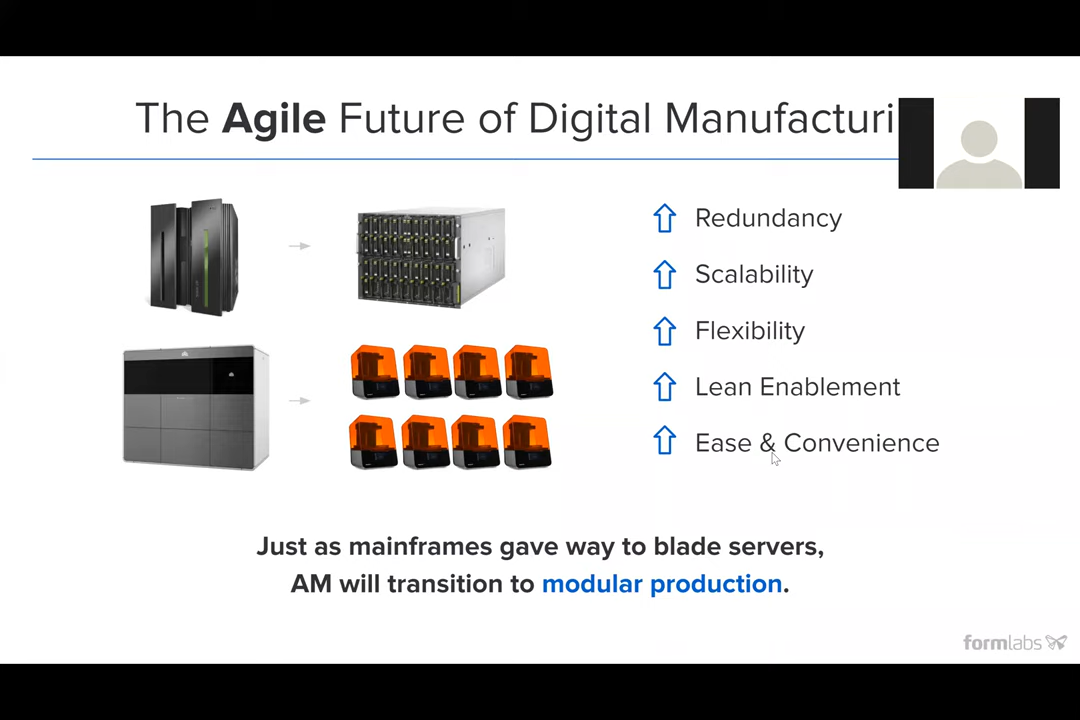 The Agile Future of Digital Manufacturi
Redundancy
Scalability
Flexibility
Lean Enablement
Ease & Convenience
Just as mainframes gave way to blade servers,
AM will transition to modular production.
formlabs